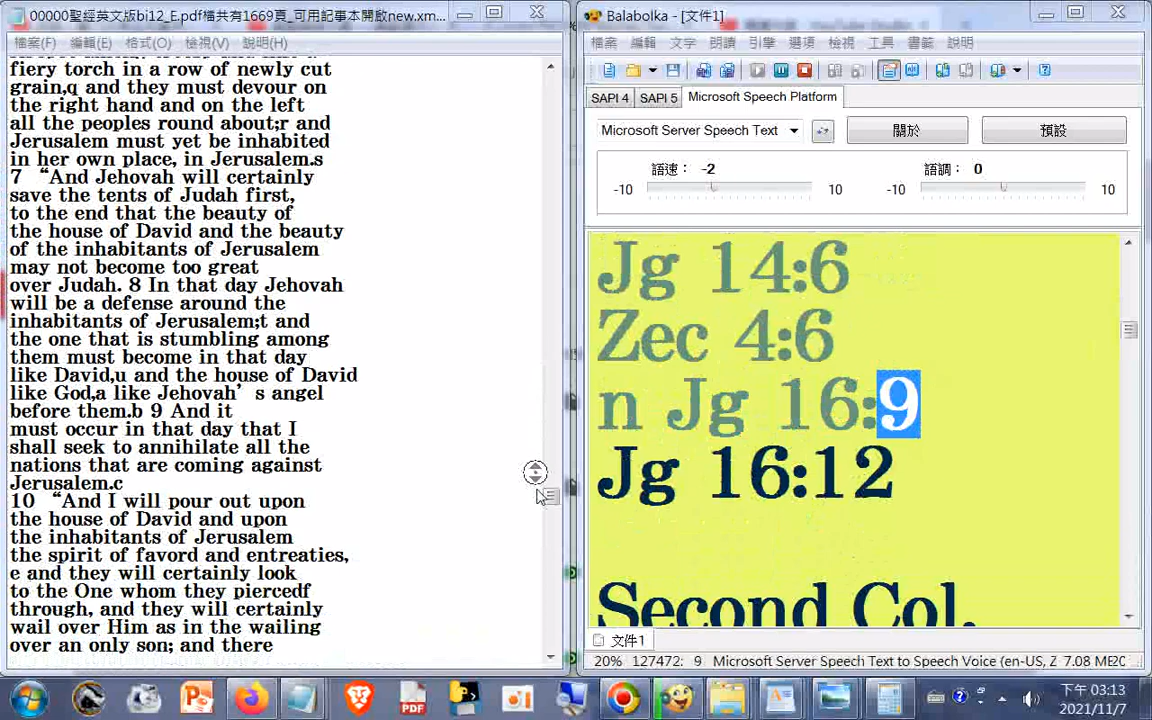 00000聖經英文版bi12_E.pdf檔共有1669頁_可用記事本開啟new.xm...
檔案(F) 編輯(E) 格式(O) 檢視(V) 說明(H)
fiery torch in a row of newly cut
grain,q and they must devour on
the right hand and on the left
all the peoples round about;r and
Jerusalem must yet be inhabited
in her own place, in Jerusalem.s
7 “And Jehovah will certainly
save the tents of Judah first,
to the end that the beauty of
the house of David and the beauty
of the inhabitants of Jerusalem
may not become too great
over Judah. 8 In that day Jehovah
will be a defense around the
inhabitants of Jerusalem;t and
the one that is stumbling among
them must become in that day
like David,u and the house of David
like God,a like Jehovah’s angel
before them.b 9 And it
must occur in that day that I
shall seek to annihilate all the
nations that are coming against
Jerusalem.c
10 “And I will pour out upon
the house of David and upon
the inhabitants of Jerusalem
the spirit of favord and entreaties,
e and they will certainly look
to the One whom they piercedf
through, and they will certainly
wail over Him as in the wailing
over an only son; and there
Balabolka - [文件1]
檔案 編輯 文字 朗讀 引擎 選項 檢視 工具 書籤 說明
SAPI 4 SAPI 5 Microsoft Speech Platform
Microsoft Server Speech Text 關於 預設
語速： -2 語調： 0
-10 10 -10 10
Jg 14:6
Zec 4:6
n Jg 16:9
Jg 16:12
Second Col.
文件1
20% 127472: 9 Microsoft Server Speech Text to Speech Voice (en-US, Z 7.08 ME
下午 03:13
2021/11/7